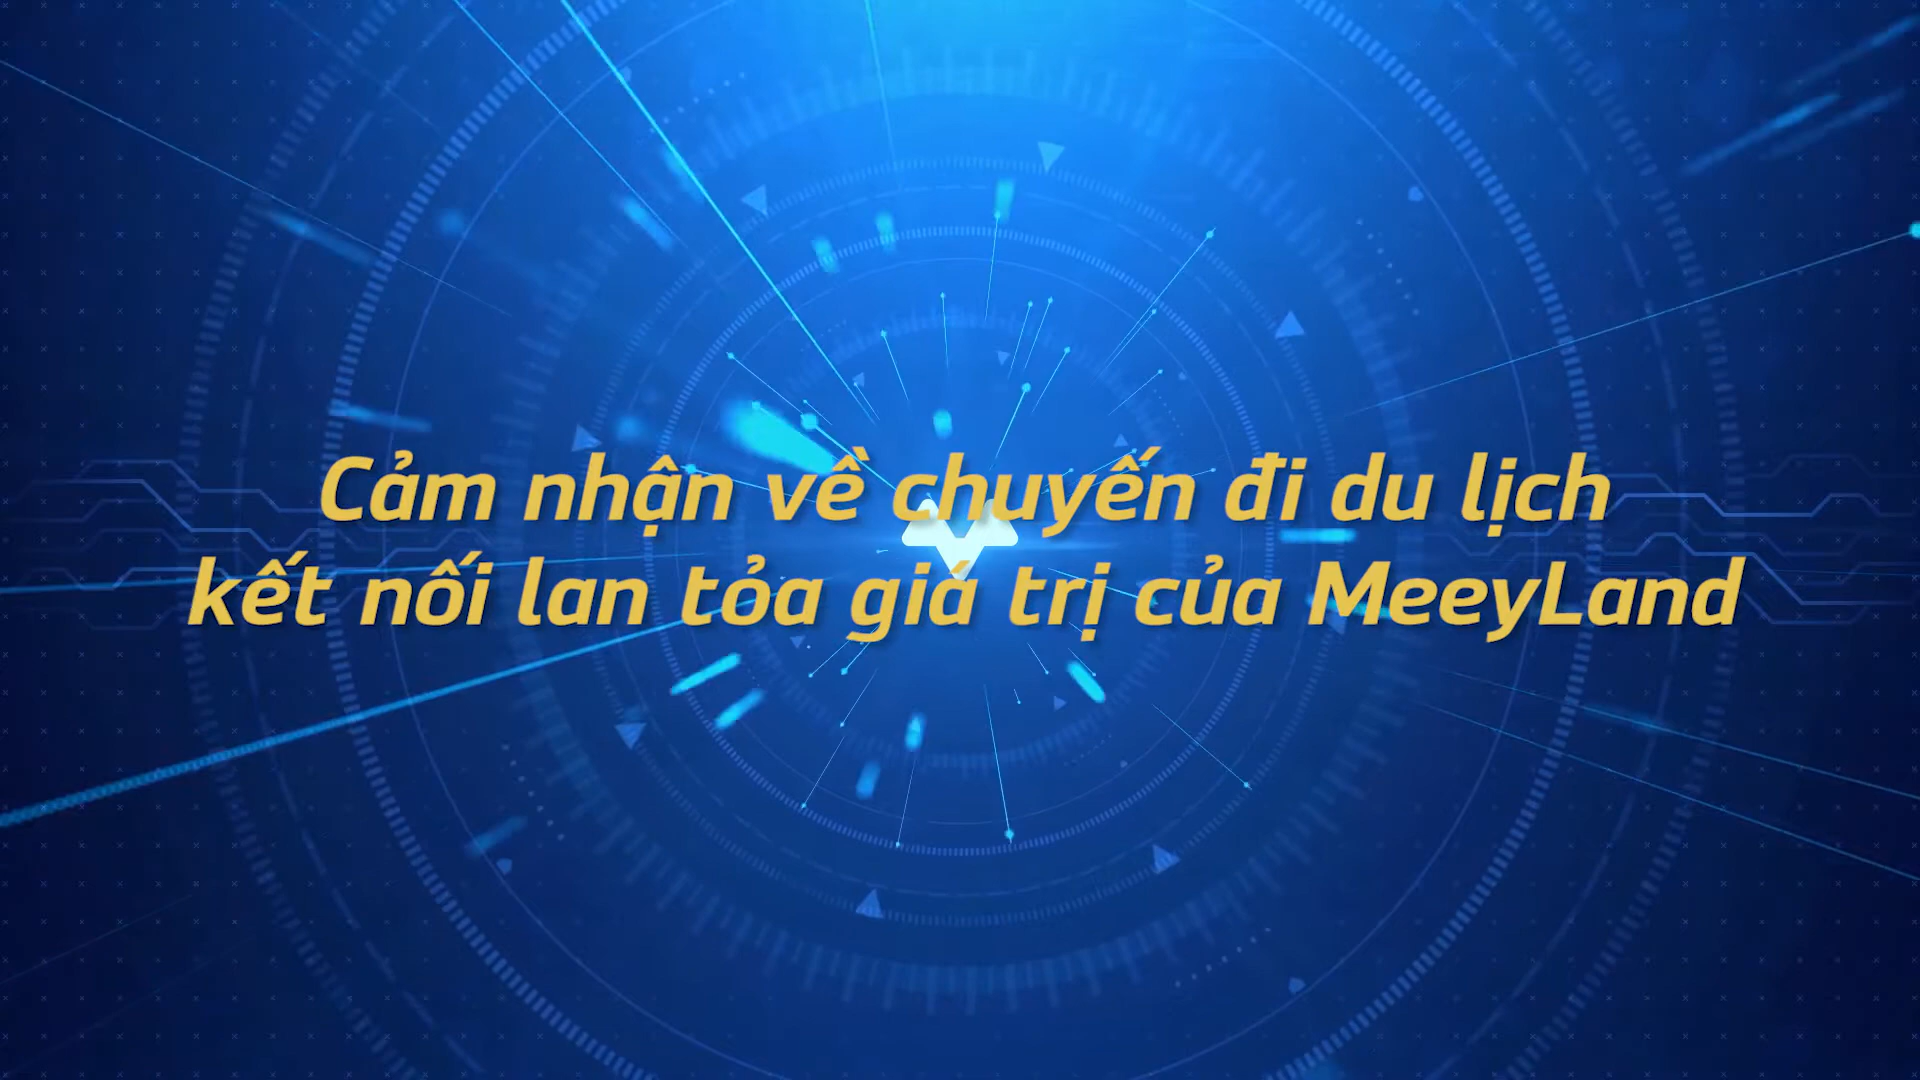 Cảm nhận về chuyến đi du lịch
kết nối lan tỏa giá trị của MeeyLand